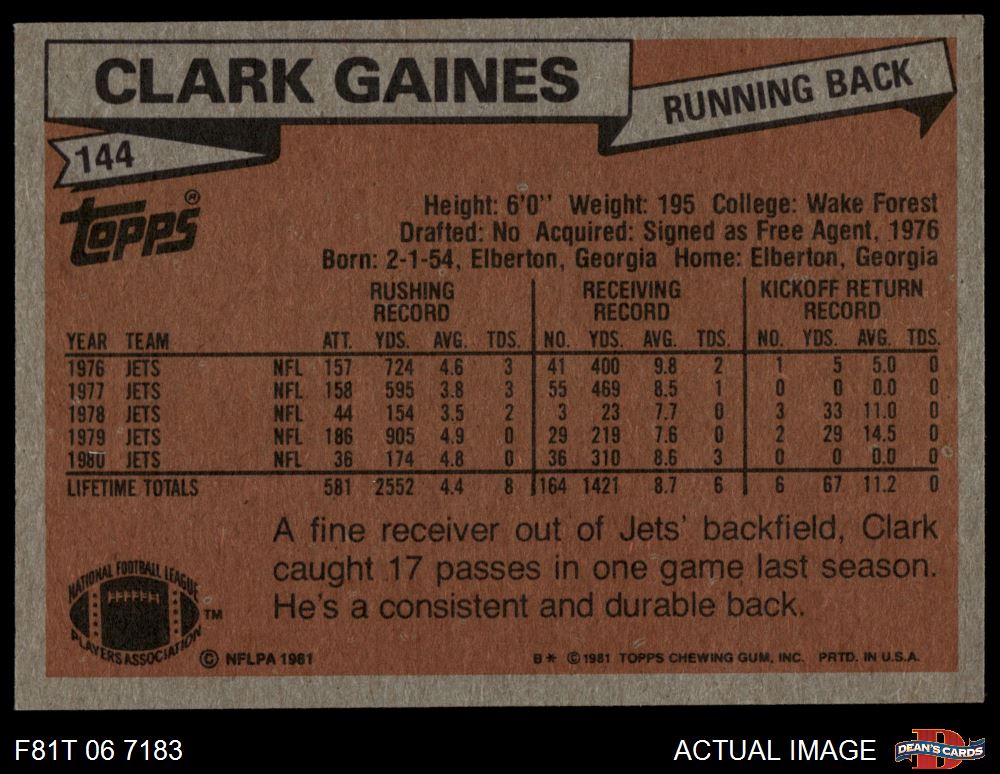 CLARK GAINES
RUNNING BACK
144
TOPPS®
Height: 6'0'' Weight: 195 College: Wake Forest
Drafted: No Acquired: Signed as Free Agent, 1976
Born: 2-1-54, Elberton, Georgia Home: Elberton, Georgia
RUSHING RECORD RECEIVING RECORD KICKOFF RETURN RECORD
YEAR TEAM ATT. YDS. AVG. TDS. NO. YDS. AVG. TDS. NO. YDS. AVG. TDS.
1976 JETS NFL 157 724 4.6 3 41 400 9.8 2 1 5 5.0 0
1977 JETS NFL 158 595 3.8 3 55 469 8.5 1 0 0 0.0 0
1978 JETS NFL 44 154 3.5 2 3 23 7.7 0 3 33 11.0 0
1979 JETS NFL 186 905 4.9 0 29 219 7.6 0 2 29 14.5 0
1980 JETS NFL 36 174 4.8 0 36 310 8.6 3 0 0 0.0 0
LIFETIME TOTALS 581 2552 4.4 8 164 1421 8.7 6 6 67 11.2 0
A fine receiver out of Jets' backfield, Clark
caught 17 passes in one game last season.
He's a consistent and durable back.
NATIONAL FOOTBALL LEAGUE
PLAYERS ASSOCIATION
TM
© NFLPA 1981
B* © 1981 TOPPS CHEWING GUM, INC. PRTD. IN U.S.A.
F81T 06 7183
ACTUAL IMAGE
D
DEAN'S CARDS